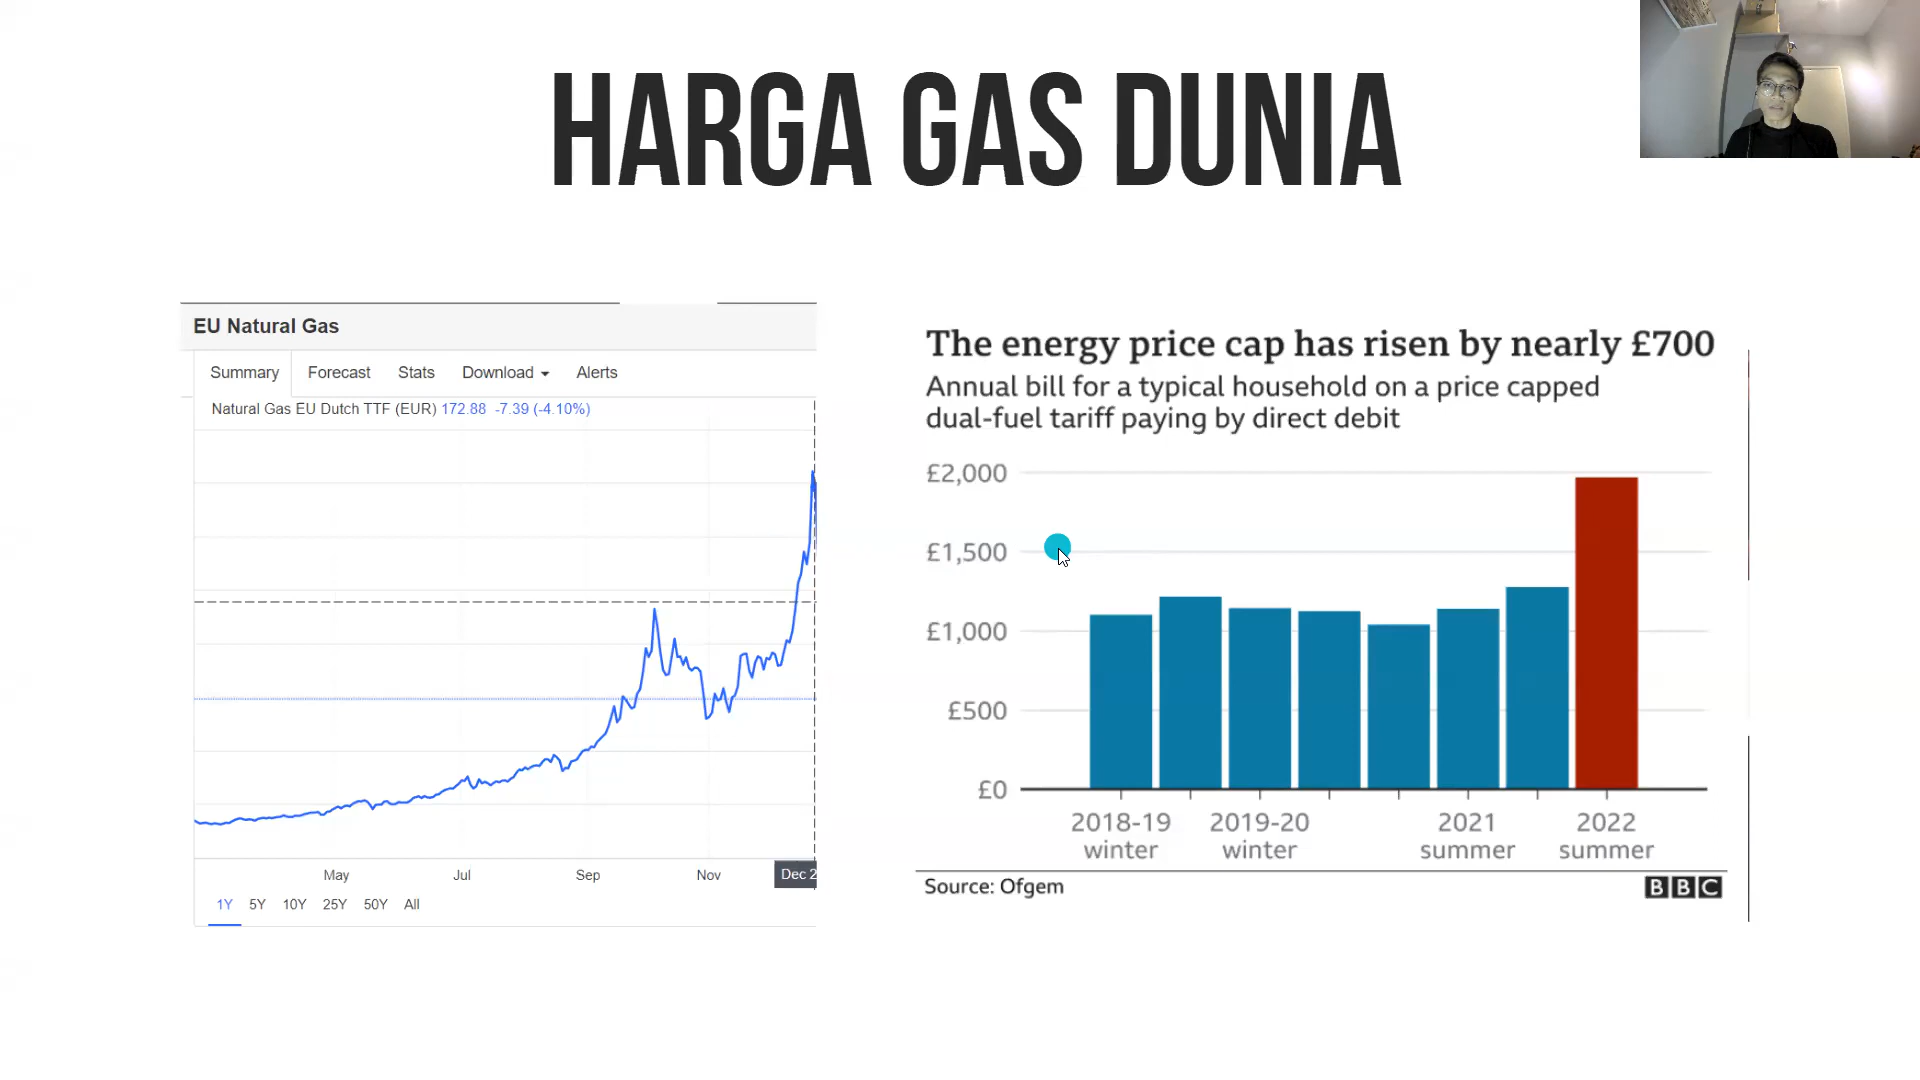 HARGA GAS DUNIA
EU Natural Gas
Summary Forecast Stats Download Alerts
Natural Gas EU Dutch TTF (EUR) 172.88 -7.39 (-4.10%)
May Jul Sep Nov Dec 2
1Y 5Y 10Y 25Y 50Y All
The energy price cap has risen by nearly £700
Annual bill for a typical household on a price capped
dual-fuel tariff paying by direct debit
£2,000
£1,500
£1,000
£500
£0
2018-19 2019-20 2021 2022
winter winter summer summer
Source: Ofgem BBC